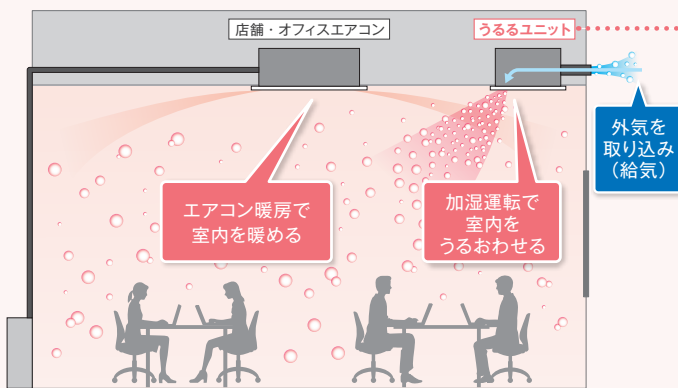 店舗・オフィスエアコン
うるるユニット
外気を
取り込み
（給気）
エアコン暖房で
室内を暖める
加湿運転で
室内を
うるおわせる